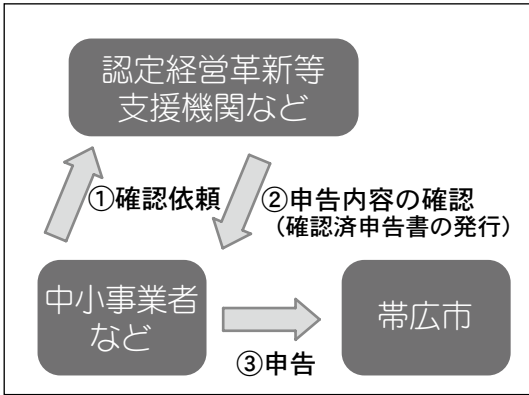 認定経営革新等
支援機関など
①確認依頼
②申告内容の確認
（確認済申告書の発行）
中小事業者
など
帯広市
③申告